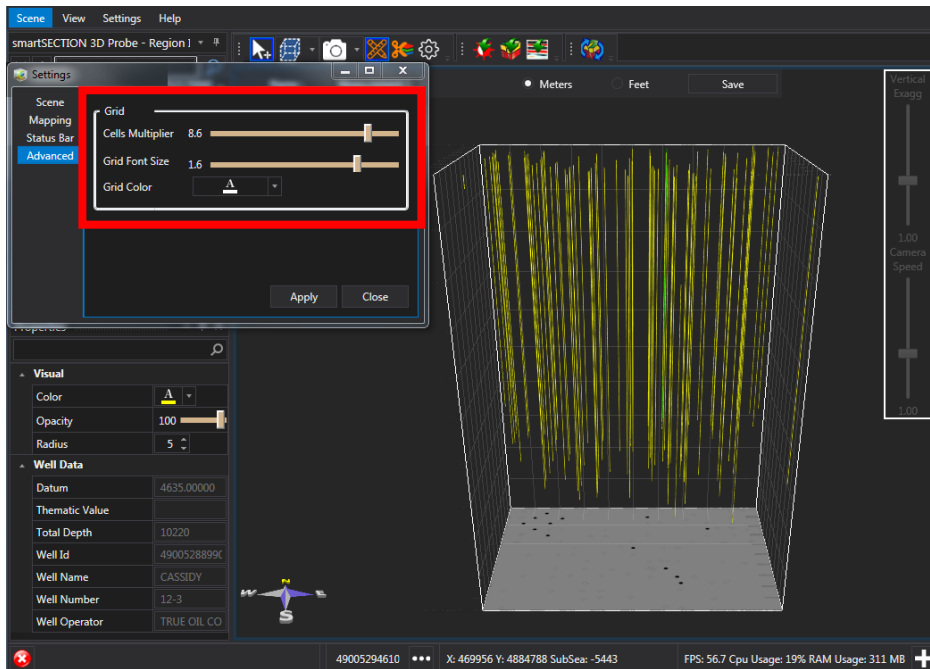 Scene View Settings Help
smartSECTION 3D Probe - Region 1
Settings
Scene
Mapping
Status Bar
Advanced
Grid
Cells Multiplier 8.6
Grid Font Size 1.6
Grid Color A
Apply Close
Meters Feet Save
Vertical
Exagg
1.00
Camera
Speed
1.00
Properties
Visual
Color A
Opacity 100
Radius 5
Well Data
Datum 4635.00000
Thematic Value
Total Depth 10220
Well Id 4900528899
Well Name CASSIDY
Well Number 12-3
Well Operator TRUE OIL CO
N
W E
S
49005294610 ••• X: 469956 Y: 4884788 SubSea: -5443 FPS: 56.7 Cpu Usage: 19% RAM Usage: 311 MB